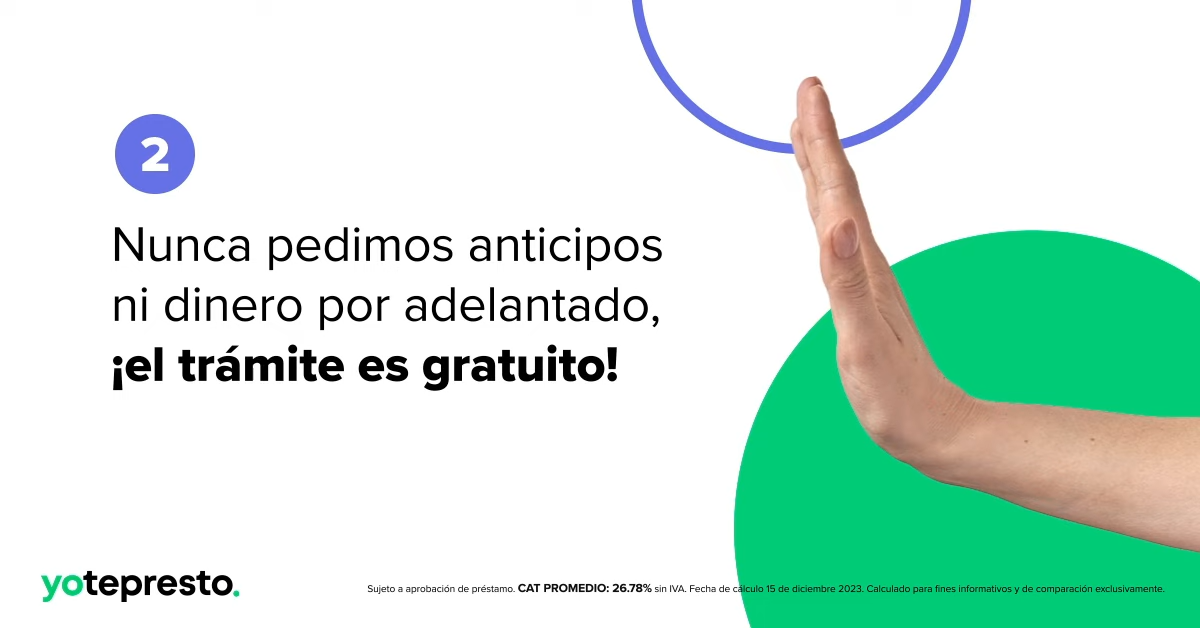 2
Nunca pedimos anticipos
ni dinero por adelantado,
¡el trámite es gratuito!
yotepresto.
Sujeto a aprobación de préstamo. CAT PROMEDIO: 26.78% sin IVA. Fecha de cálculo 15 de diciembre 2023. Calculado para fines informativos y de comparación exclusivamente.